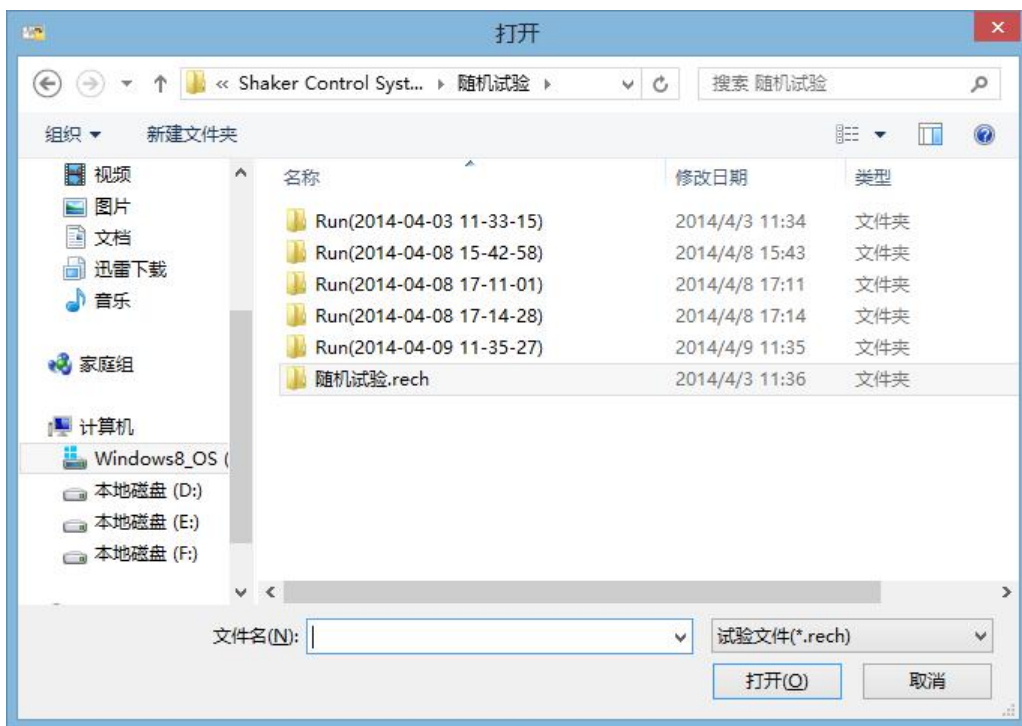 打开
« Shaker Control Syst... 随机试验
搜索 随机试验
组织
新建文件夹
视频
图片
文档
迅雷下载
音乐
家庭组
计算机
Windows8_OS (
本地磁盘 (D:)
本地磁盘 (E:)
本地磁盘 (F:)
名称 修改日期 类型
Run(2014-04-03 11-33-15) 2014/4/3 11:34 文件夹
Run(2014-04-08 15-42-58) 2014/4/8 15:43 文件夹
Run(2014-04-08 17-11-01) 2014/4/8 17:11 文件夹
Run(2014-04-08 17-14-28) 2014/4/8 17:14 文件夹
Run(2014-04-09 11-35-27) 2014/4/9 11:35 文件夹
随机试验.rech 2014/4/3 11:36 文件夹
文件名(N):
试验文件(*.rech)
打开(O)
取消